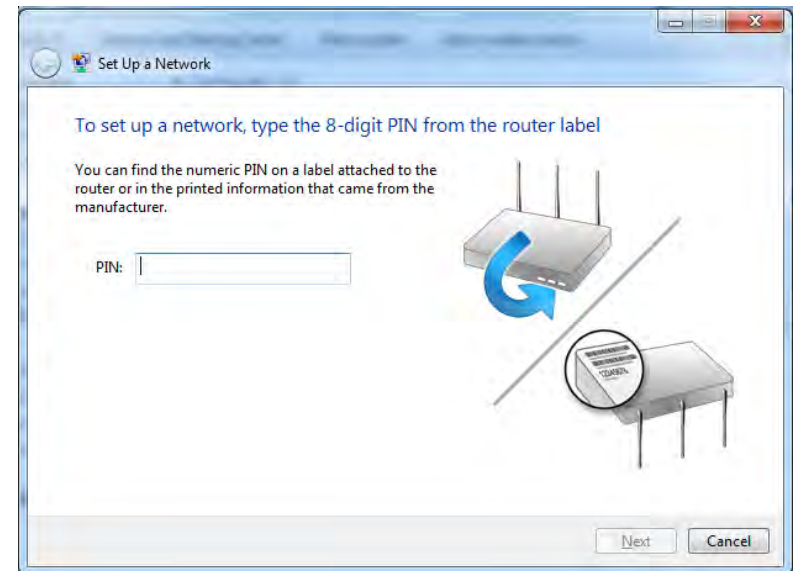 Set Up a Network
To set up a network, type the 8-digit PIN from the router label
You can find the numeric PIN on a label attached to the
router or in the printed information that came from the
manufacturer.
PIN:
Next
Cancel